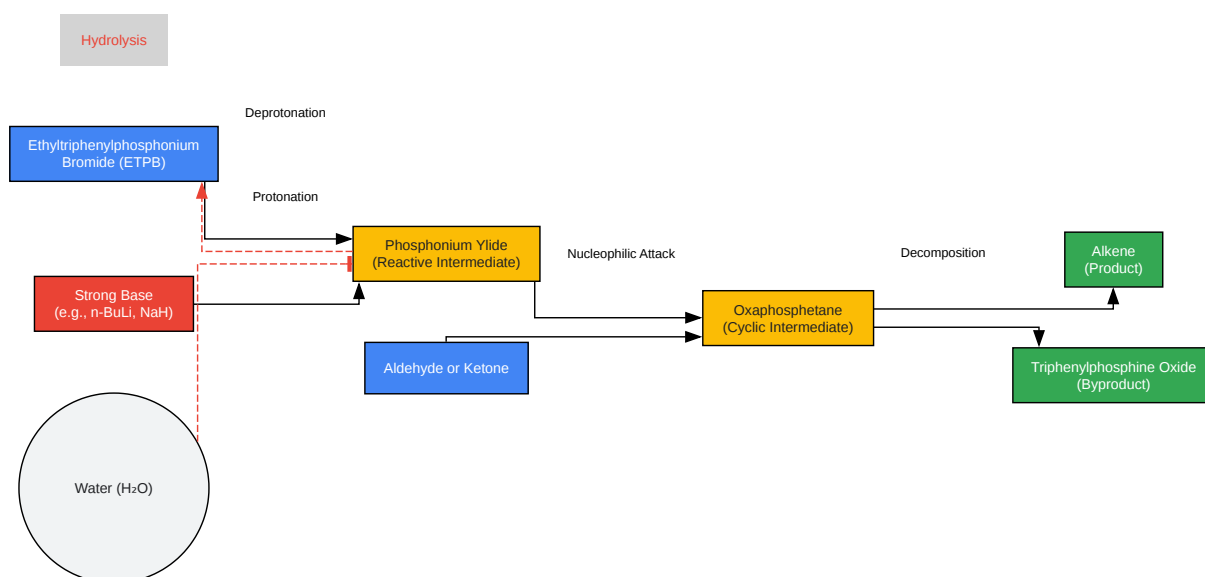 Hydrolysis
Deprotonation
Ethyltriphenylphosphonium
Bromide (ETPB)
Protonation
Phosphonium Ylide
(Reactive Intermediate)
Nucleophilic Attack
Decomposition
Alkene
(Product)
Strong Base
(e.g., n-BuLi, NaH)
Oxaphosphetane
(Cyclic Intermediate)
Aldehyde or Ketone
Triphenylphosphine Oxide
(Byproduct)
Water (H₂O)